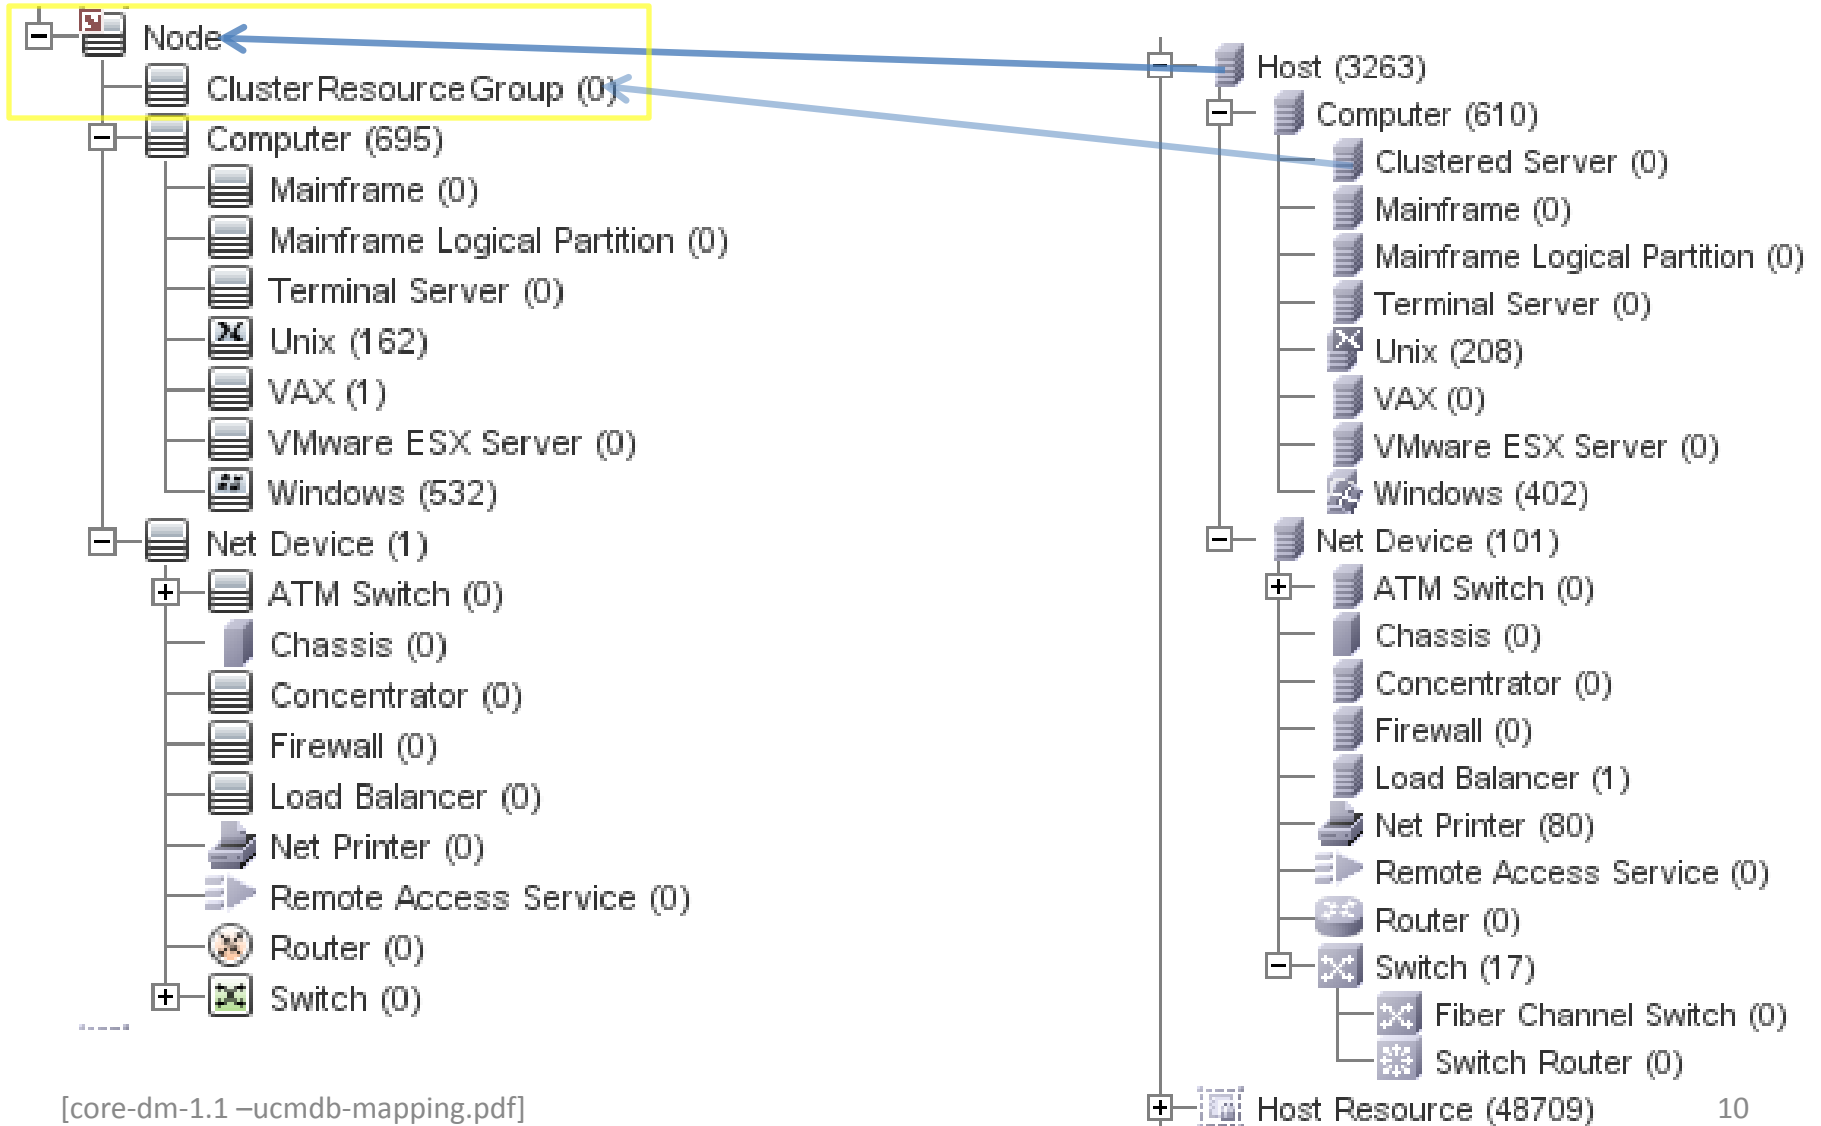 Node
ClusterResourceGroup (0)
Computer (695)
Mainframe (0)
Mainframe Logical Partition (0)
Terminal Server (0)
Unix (162)
VAX (1)
VMware ESX Server (0)
Windows (532)
Net Device (1)
ATM Switch (0)
Chassis (0)
Concentrator (0)
Firewall (0)
Load Balancer (0)
Net Printer (0)
Remote Access Service (0)
Router (0)
Switch (0)
Host (3263)
Computer (610)
Clustered Server (0)
Mainframe (0)
Mainframe Logical Partition (0)
Terminal Server (0)
Unix (208)
VAX (0)
VMware ESX Server (0)
Windows (402)
Net Device (101)
ATM Switch (0)
Chassis (0)
Concentrator (0)
Firewall (0)
Load Balancer (1)
Net Printer (80)
Remote Access Service (0)
Router (0)
Switch (17)
Fiber Channel Switch (0)
Switch Router (0)
Host Resource (48709)
[core-dm-1.1 –ucmdb-mapping.pdf]
10